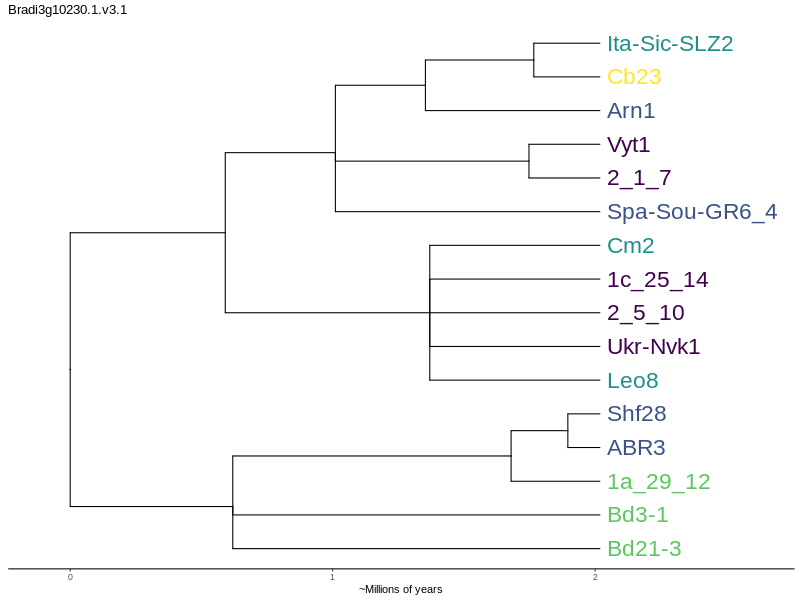 Bradi3g10230.1.v3.1
Ita-Sic-SLZ2
Cb23
Arn1
Vyt1
2_1_7
Spa-Sou-GR6_4
Cm2
1c_25_14
2_5_10
Ukr-Nvk1
Leo8
Shf28
ABR3
1a_29_12
Bd3-1
Bd21-3
0 1 2
~Millions of years